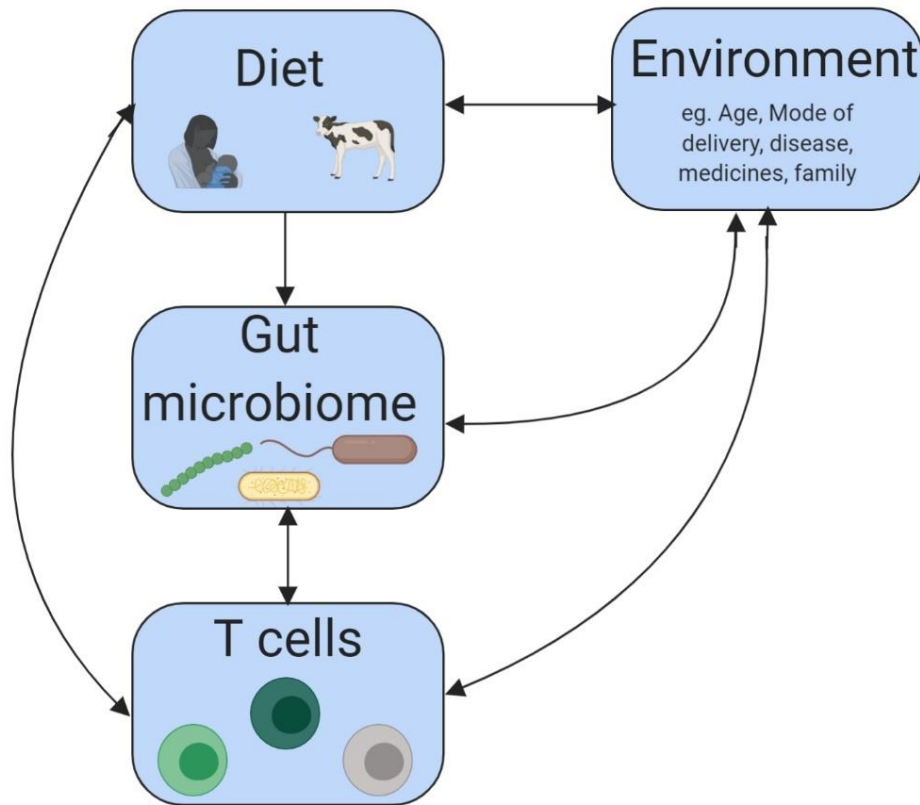 Diet
Environment
eg. Age, Mode of
delivery, disease,
medicines, family
Gut
microbiome
T cells